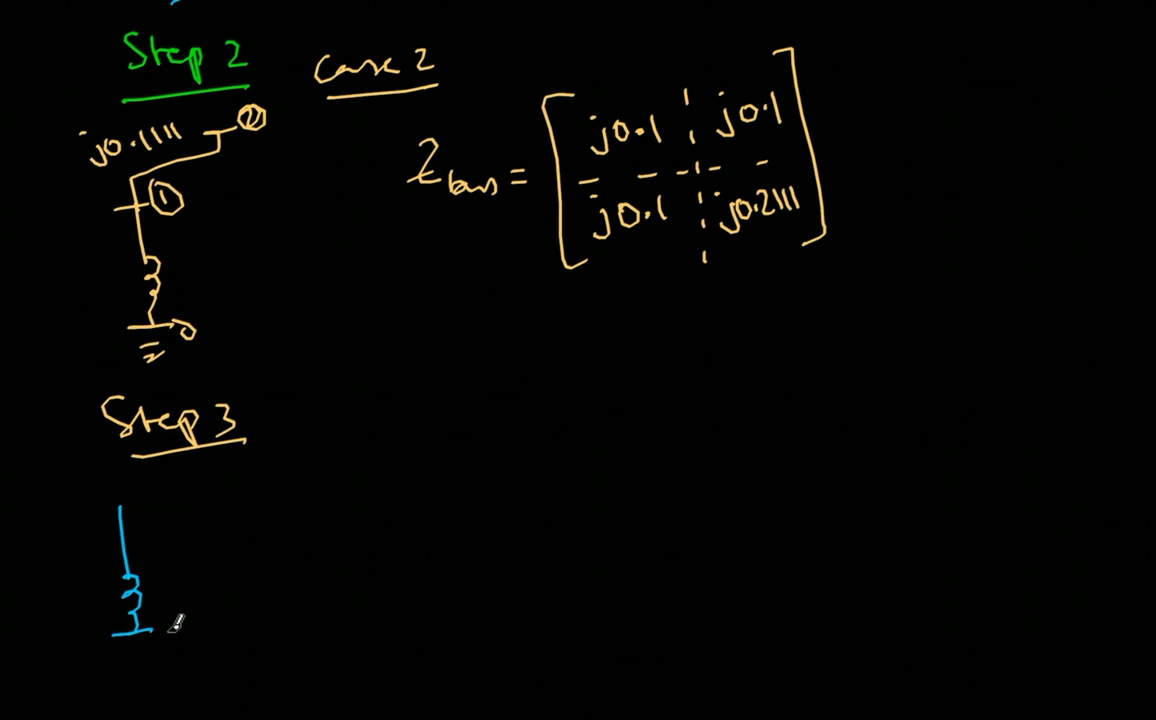 Step 2
Case 2
j0.1111
2
1
0
Zbus = [ j0.1 j0.1
j0.1 j0.2111 ]
Step 3